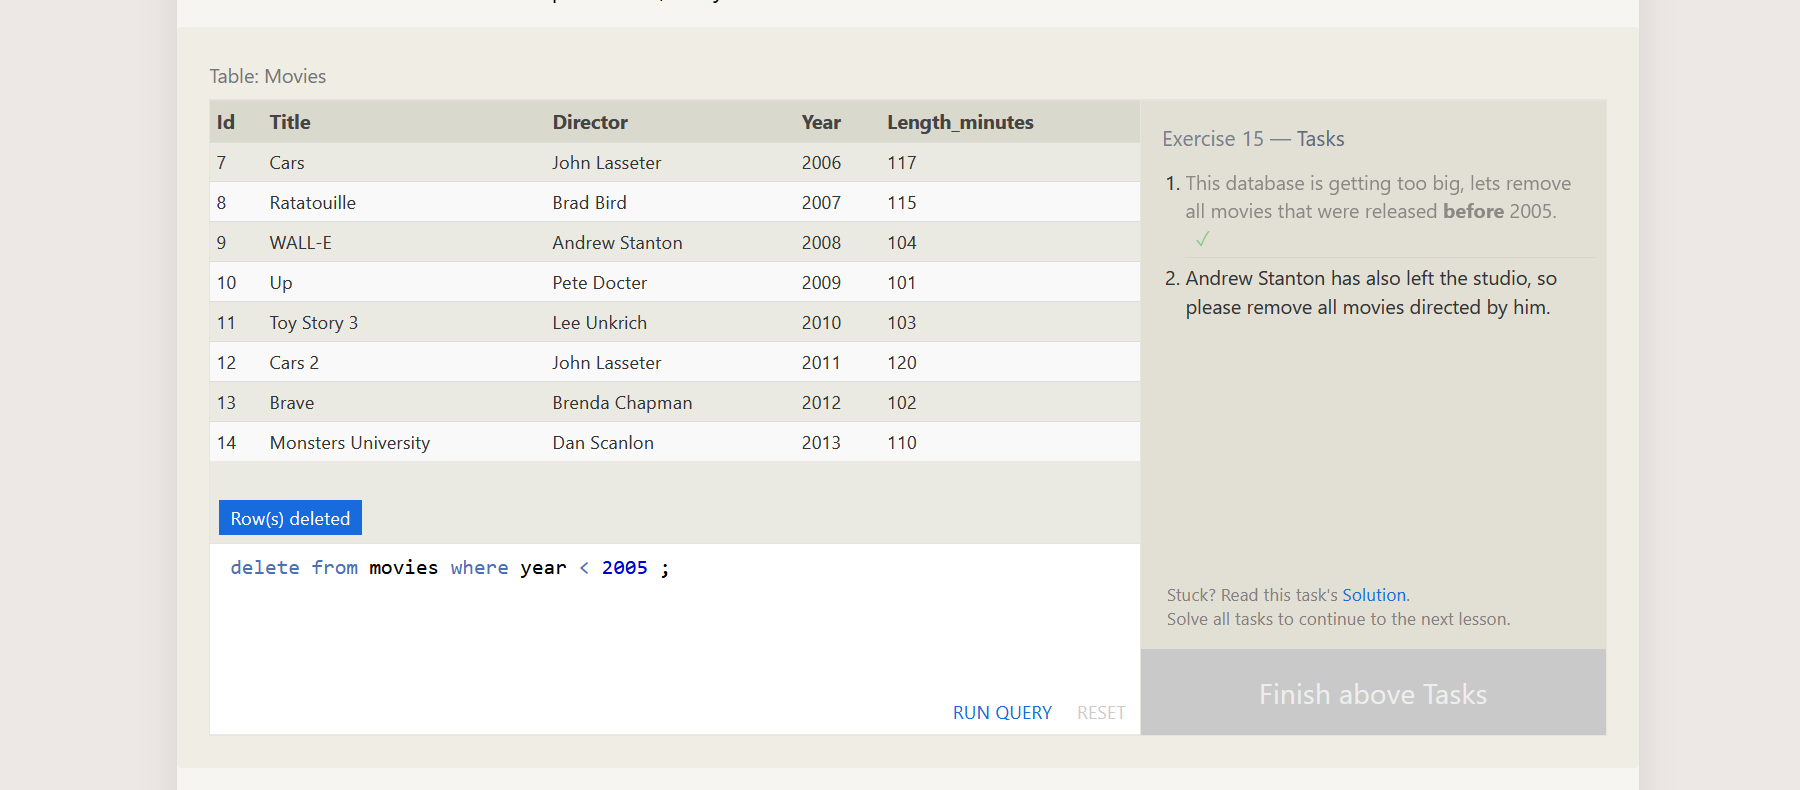 Table: Movies
Id Title Director Year Length_minutes
7 Cars John Lasseter 2006 117
8 Ratatouille Brad Bird 2007 115
9 WALL-E Andrew Stanton 2008 104
10 Up Pete Docter 2009 101
11 Toy Story 3 Lee Unkrich 2010 103
12 Cars 2 John Lasseter 2011 120
13 Brave Brenda Chapman 2012 102
14 Monsters University Dan Scanlon 2013 110
Row(s) deleted
delete from movies where year < 2005 ;
RUN QUERY RESET
Exercise 15 — Tasks
1. This database is getting too big, lets remove
all movies that were released before 2005.
✓
2. Andrew Stanton has also left the studio, so
please remove all movies directed by him.
Stuck? Read this task's Solution.
Solve all tasks to continue to the next lesson.
Finish above Tasks